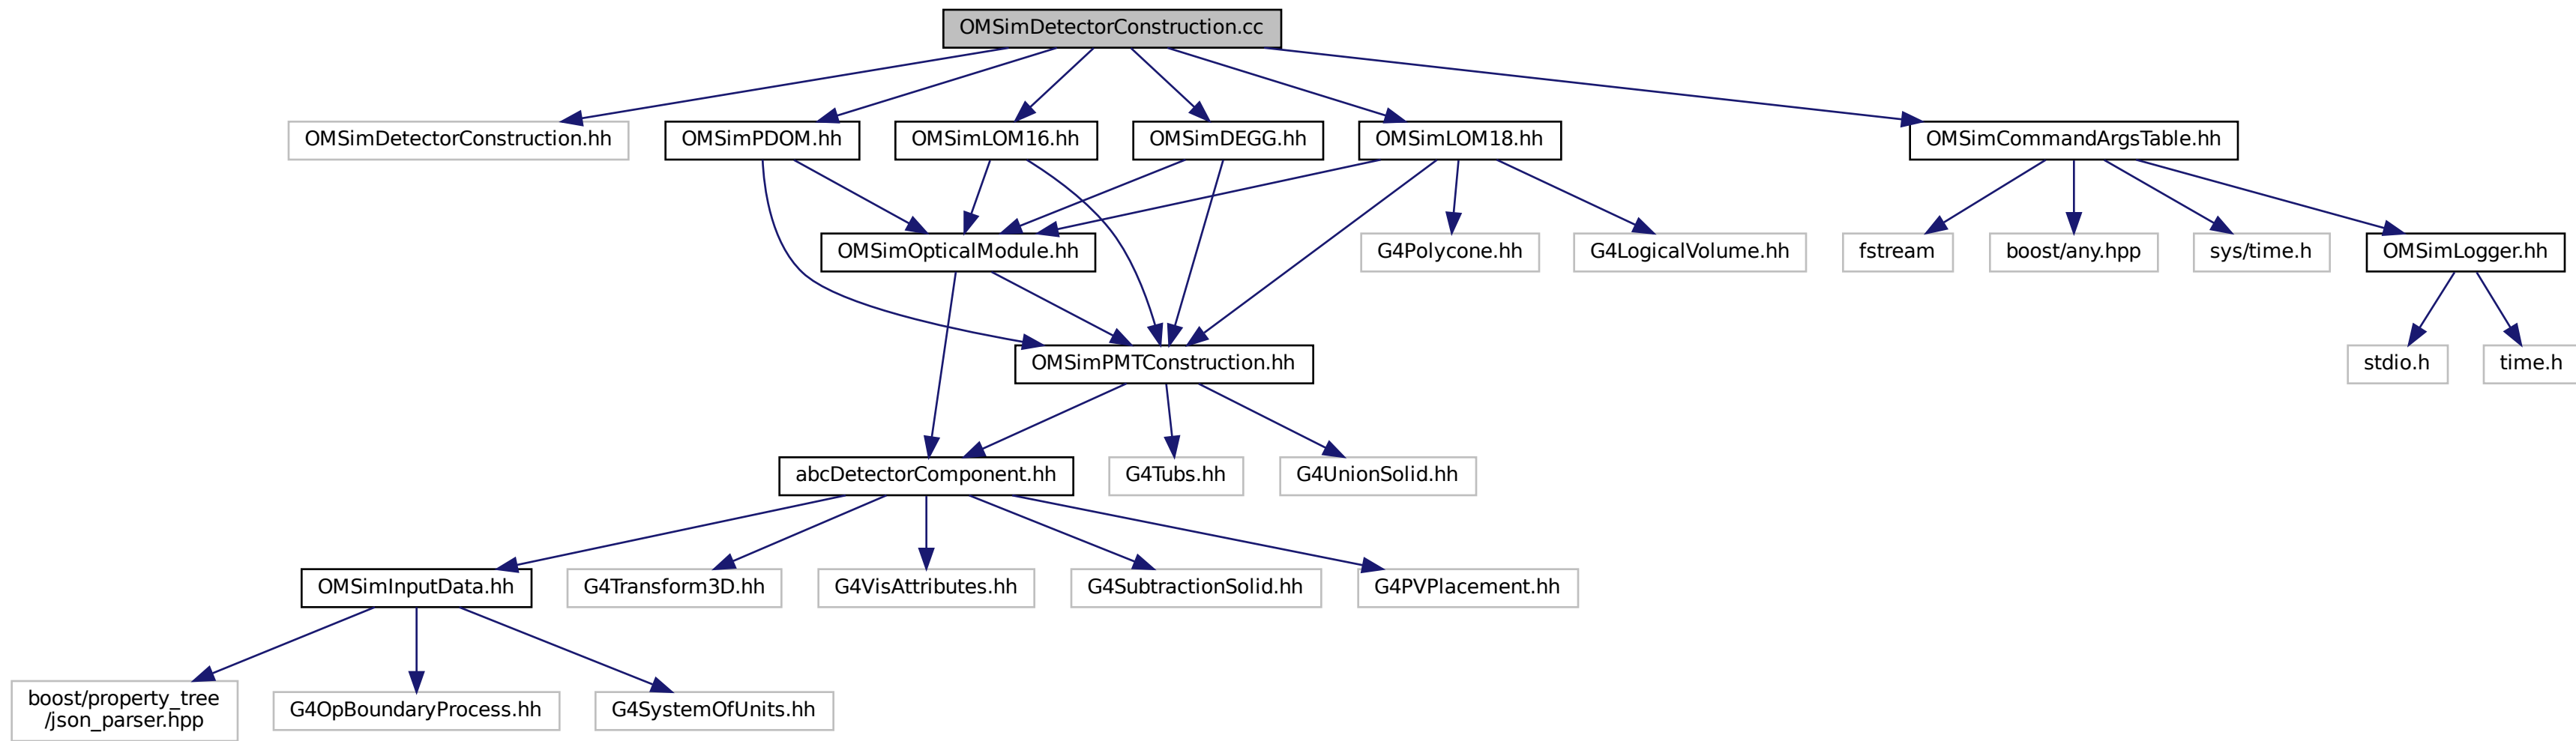 OMSimDetectorConstruction.cc
OMSimDetectorConstruction.hh
OMSimPDOM.hh
OMSimLOM16.hh
OMSimDEGG.hh
OMSimLOM18.hh
OMSimCommandArgsTable.hh
OMSimOpticalModule.hh
G4Polycone.hh
G4LogicalVolume.hh
fstream
boost/any.hpp
sys/time.h
OMSimLogger.hh
OMSimPMTConstruction.hh
stdio.h
time.h
abcDetectorComponent.hh
G4Tubs.hh
G4UnionSolid.hh
OMSimInputData.hh
G4Transform3D.hh
G4VisAttributes.hh
G4SubtractionSolid.hh
G4PVPlacement.hh
boost/property_tree
/json_parser.hpp
G4OpBoundaryProcess.hh
G4SystemOfUnits.hh